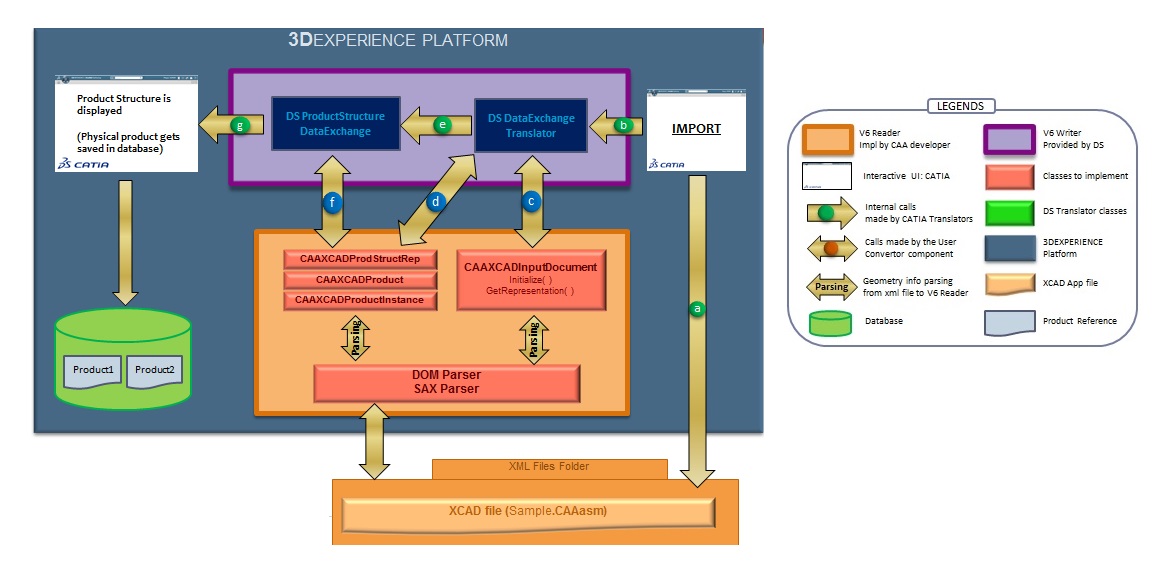 3DEXPERIENCE PLATFORM
Product Structure is
displayed
(Physical product gets
saved in database)
CATIA
g
DS ProductStructure
DataExchange
e
DS DataExchange
Translator
b
IMPORT
CATIA
f
d
c
CAAXCADProdStructRep
CAAXCADProduct
CAAXCADProductInstance
CAAXCADInputDocument
Initialize( )
GetRepresentation( )
a
Parsing
Parsing
DOM Parser
SAX Parser
Product1
Product2
XML Files Folder
XCAD file (Sample.CAAasm)
LEGENDS
V6 Reader
Impl by CAA developer
V6 Writer
Provided by DS
Interactive UI: CATIA
Classes to implement
Internal calls
made by CATIA Translators
DS Translator classes
Calls made by the User
Convertor component
3DEXPERIENCE
Platform
Parsing
Geometry info parsing
from xml file to V6 Reader
XCAD App file
Database
Product Reference